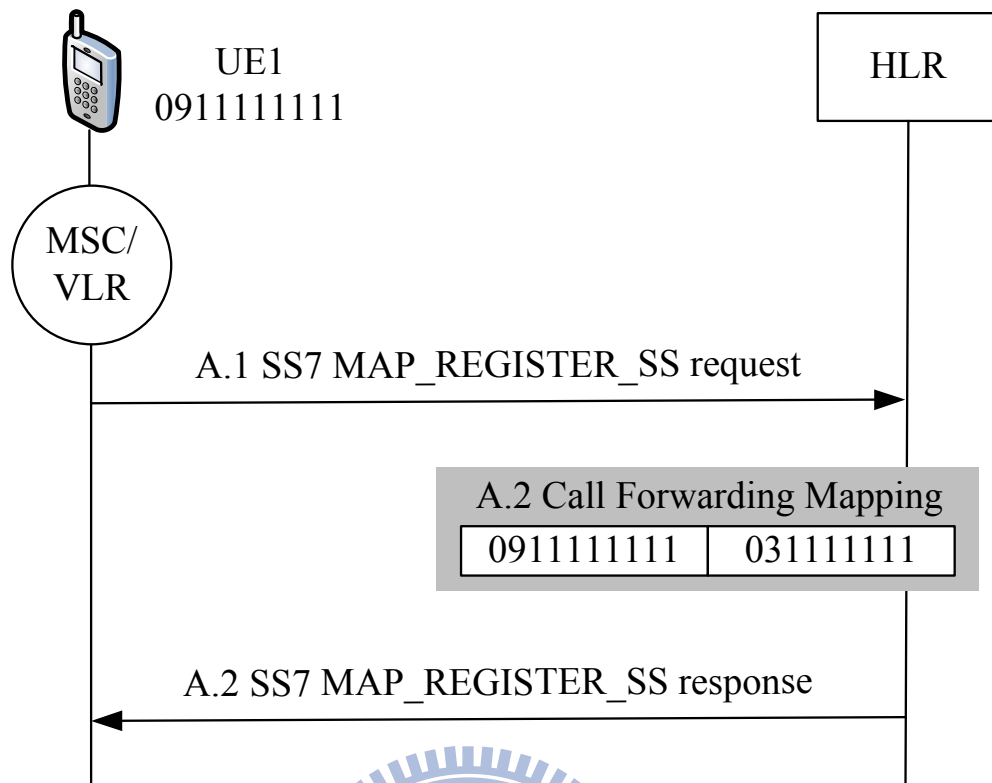 UE1
0911111111
HLR
MSC/
VLR
A.1 SS7 MAP_REGISTER_SS request
A.2 Call Forwarding Mapping
0911111111 031111111
A.2 SS7 MAP_REGISTER_SS response